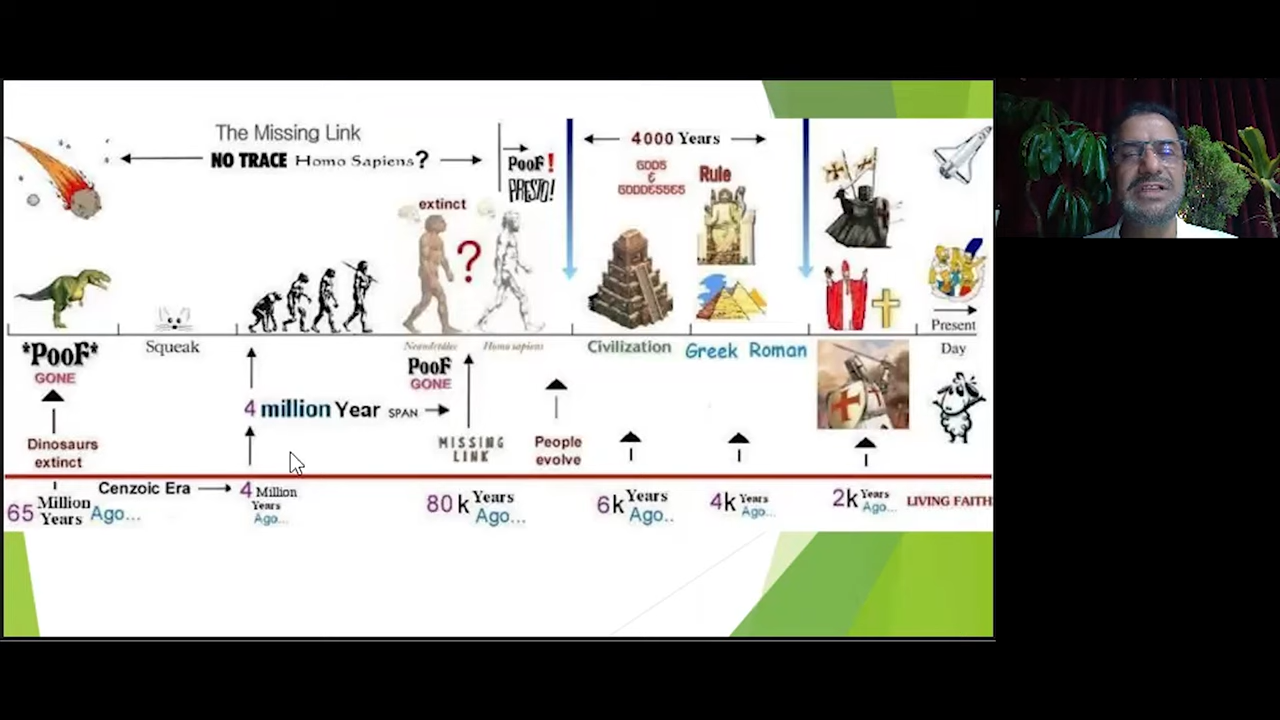 The Missing Link
NO TRACE Homo Sapiens?
PooF!
PRESTO!
4000 Years
GODS
&
GODDESSES
Rule
extinct
?
*PooF*
GONE
Squeak
Neandertales
Homo sapiens
PooF
GONE
Civilization
Greek Roman
Present
Day
4 million Year SPAN
MISSING
LINK
People
evolve
Dinosaurs
extinct
Cenzoic Era
65 Million
Years Ago...
4 Million
Years
Ago...
80k Years
Ago...
6k Years
Ago..
4k Years
Ago...
2k Years
Ago...
LIVING FAITH